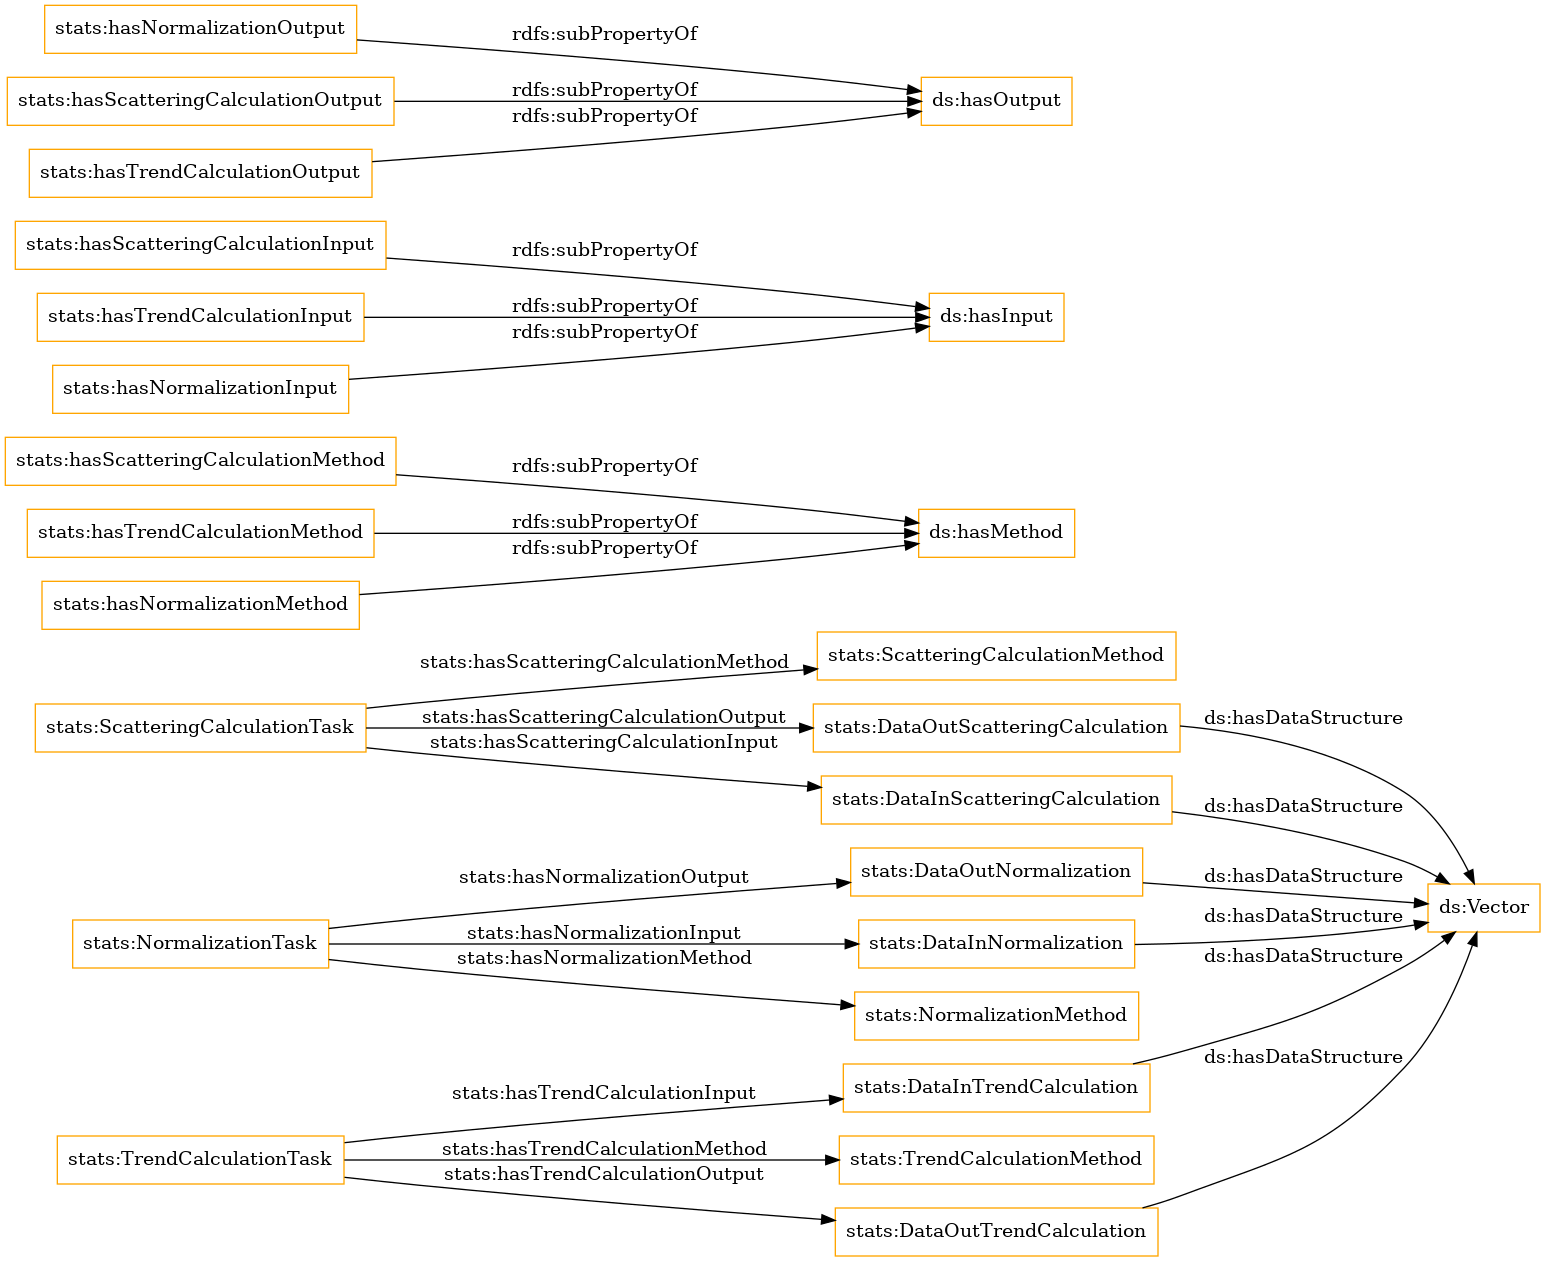 stats:hasNormalizationOutput
rdfs:subPropertyOf
stats:hasScatteringCalculationOutput
rdfs:subPropertyOf
ds:hasOutput
rdfs:subPropertyOf
stats:hasTrendCalculationOutput
stats:hasScatteringCalculationInput
rdfs:subPropertyOf
stats:hasTrendCalculationInput
rdfs:subPropertyOf
ds:hasInput
rdfs:subPropertyOf
stats:hasNormalizationInput
stats:hasScatteringCalculationMethod
rdfs:subPropertyOf
stats:hasTrendCalculationMethod
rdfs:subPropertyOf
ds:hasMethod
rdfs:subPropertyOf
stats:hasNormalizationMethod
stats:hasScatteringCalculationMethod
stats:ScatteringCalculationMethod
stats:ScatteringCalculationTask
stats:hasScatteringCalculationOutput
stats:DataOutScatteringCalculation
ds:hasDataStructure
stats:hasScatteringCalculationInput
stats:DataInScatteringCalculation
ds:hasDataStructure
stats:hasNormalizationOutput
stats:DataOutNormalization
ds:hasDataStructure
ds:Vector
stats:NormalizationTask
stats:hasNormalizationInput
stats:DataInNormalization
ds:hasDataStructure
stats:hasNormalizationMethod
ds:hasDataStructure
stats:NormalizationMethod
stats:hasTrendCalculationInput
stats:DataInTrendCalculation
ds:hasDataStructure
stats:TrendCalculationTask
stats:hasTrendCalculationMethod
stats:TrendCalculationMethod
stats:hasTrendCalculationOutput
stats:DataOutTrendCalculation